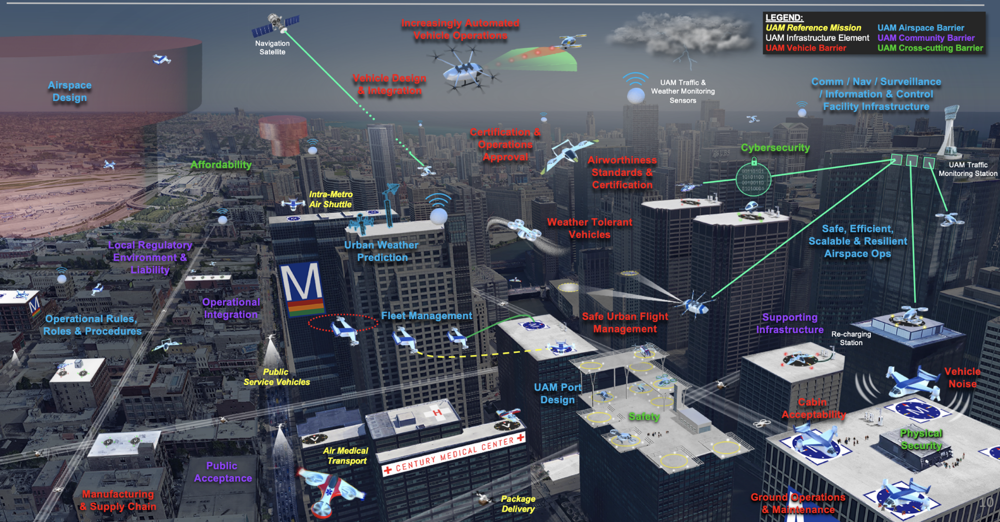 LEGEND:
UAM Reference Mission
UAM Infrastructure Element
UAM Vehicle Barrier
UAM Airspace Barrier
UAM Community Barrier
UAM Cross-cutting Barrier
Increasingly Automated
Vehicle Operations
Navigation
Satellite
Vehicle Design
& Integration
UAM Traffic &
Weather Monitoring
Sensors
Comm / Nav / Surveillance
/ Information & Control
Facility Infrastructure
Airspace
Design
Certification &
Operations
Approval
Cybersecurity
00110101
10101100
00100110
01010001
UBS
Airworthiness
Standards &
Certification
UAM Traffic
Monitoring Station
Affordability
Intra-Metro
Air Shuttle
M
M
Weather Tolerant
Vehicles
Safe, Efficient,
Scalable & Resilient
Airspace Ops
Local Regulatory
Environment &
Liability
Urban Weather
Prediction
M
M
Operational
Integration
Operational Rules,
Roles & Procedures
Fleet Management
M
Safe Urban Flight
Management
Supporting
Infrastructure
Re-charging
Station
Public
Service Vehicles
UAM Port
Design
Vehicle
Noise
Cabin
Acceptability
M
Safety
H
V
V
Physical
Security
CENTURY MEDICAL CENTER
Air Medical
Transport
Public
Acceptance
Manufacturing
& Supply Chain
Package
Delivery
Ground Operations
& Maintenance
10